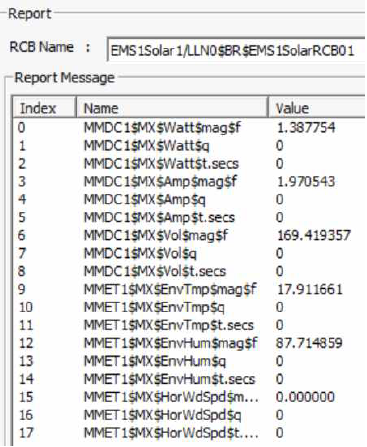 Report
RCB Name : EMS1Solar1/LLN0$BR$EMS1SolarRCB01
Report Message
Index Name Value
0 MMDC1$MX$Watt$mag$f 1.387754
1 MMDC1$MX$Watt$q 0
2 MMDC1$MX$Watt$t.secs 0
3 MMDC1$MX$Amp$mag$f 1.970543
4 MMDC1$MX$Amp$q 0
5 MMDC1$MX$Amp$t.secs 0
6 MMDC1$MX$Vol$mag$f 169.419357
7 MMDC1$MX$Vol$q 0
8 MMDC1$MX$Vol$t.secs 0
9 MMET1$MX$EnvTmp$mag$f 17.911661
10 MMET1$MX$EnvTmp$q 0
11 MMET1$MX$EnvTmp$t.secs 0
12 MMET1$MX$EnvHum$mag$f 87.714859
13 MMET1$MX$EnvHum$q 0
14 MMET1$MX$EnvHum$t.secs 0
15 MMET1$MX$HorWdSpd$m... 0.000000
16 MMET1$MX$HorWdSpd$q 0
17 MMET1$MX$HorWdSpd$t.... 0